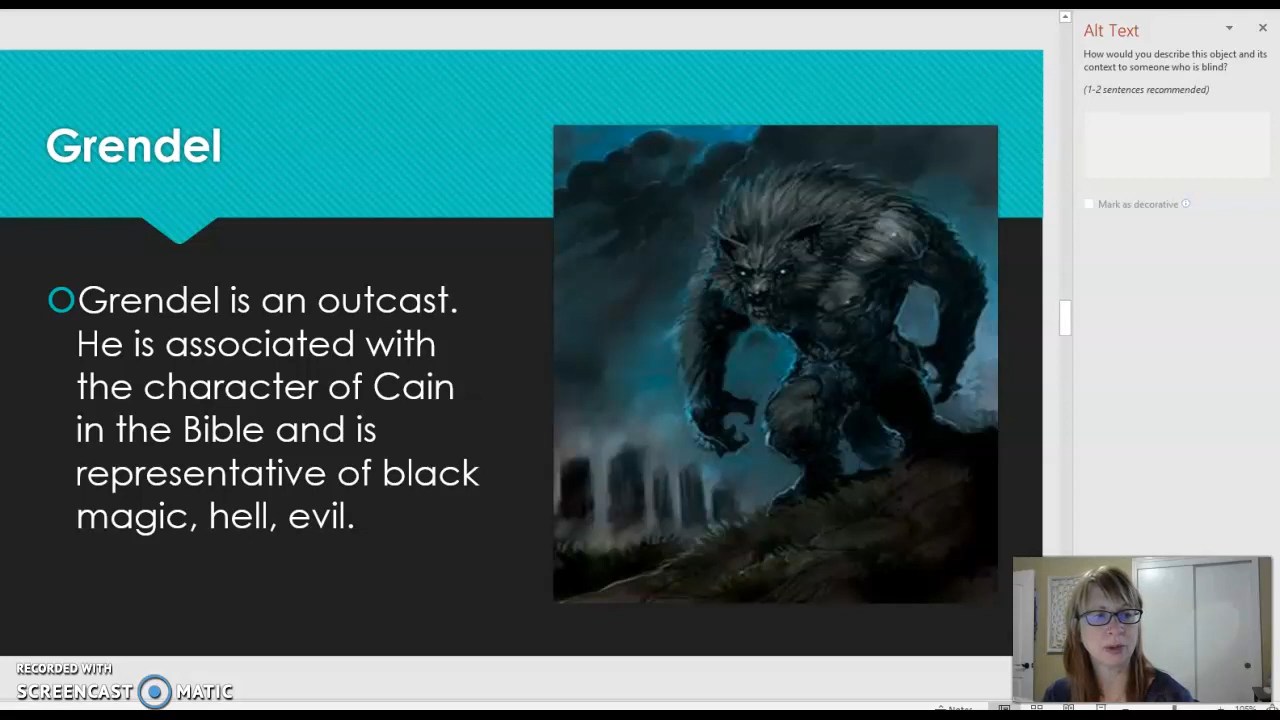 Grendel
Grendel is an outcast.
He is associated with
the character of Cain
in the Bible and is
representative of black
magic, hell, evil.
Alt Text
How would you describe this object and its
context to someone who is blind?
(1-2 sentences recommended)
Mark as decorative
RECORDED WITH
SCREENCAST MATIC
Notes
105%